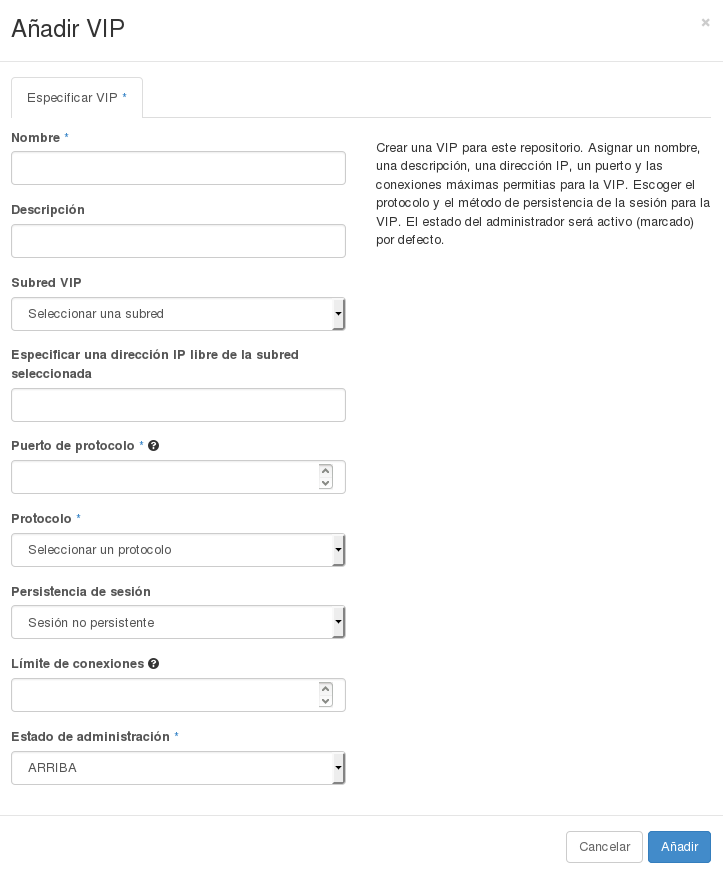 Añadir VIP
×
Especificar VIP *
Nombre *
Descripción
Subred VIP
Seleccionar una subred
Especificar una dirección IP libre de la subred
seleccionada
Puerto de protocolo * ?
Protocolo *
Seleccionar un protocolo
Persistencia de sesión
Sesión no persistente
Límite de conexiones ?
Estado de administración *
ARRIBA
Crear una VIP para este repositorio. Asignar un nombre,
una descripción, una dirección IP, un puerto y las
conexiones máximas permitias para la VIP. Escoger el
protocolo y el método de persistencia de la sesión para la
VIP. El estado del administrador será activo (marcado)
por defecto.
Cancelar
Añadir